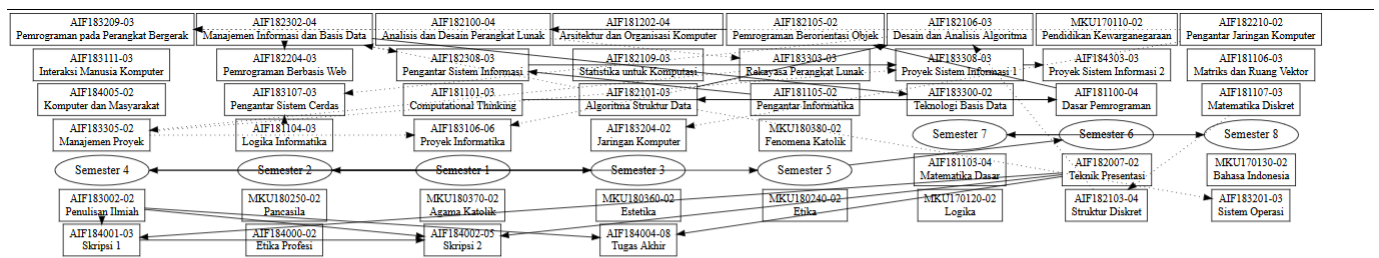 AIF183209-03
Pemrograman pada Perangkat Bergerak
AIF182302-04
Manajemen Informasi dan Basis Data
AIF182100-04
Analisis dan Desain Perangkat Lunak
AIF181202-04
Arsitektur dan Organisasi Komputer
AIF182105-02
Pemrograman Berorientasi Objek
AIF182106-03
Desain dan Analisis Algoritma
MKU170110-02
Pendidikan Kewarganegaraan
AIF182210-02
Pengantar Jaringan Komputer
AIF183111-03
Interaksi Manusia Komputer
AIF182204-03
Pemrograman Berbasis Web
AIF182308-03
Pengantar Sistem Informasi
AIF182109-03
Statistika untuk Komputasi
AIF183303-03
Rekayasa Perangkat Lunak
AIF183308-03
Proyek Sistem Informasi 1
AIF184303-03
Proyek Sistem Informasi 2
AIF181106-03
Matriks dan Ruang Vektor
AIF184005-02
Komputer dan Masyarakat
AIF183107-03
Pengantar Sistem Cerdas
AIF181101-03
Computational Thinking
AIF182101-03
Algoritma Struktur Data
AIF181105-02
Pengantar Informatika
AIF183300-02
Teknologi Basis Data
AIF181100-04
Dasar Pemrograman
AIF181107-03
Matematika Diskret
AIF183305-02
Manajemen Proyek
AIF181104-03
Logika Informatika
AIF183106-06
Proyek Informatika
AIF183204-02
Jaringan Komputer
MKU180380-02
Fenomena Katolik
Semester 7
Semester 6
Semester 8
Semester 4
Semester 2
Semester 1
Semester 3
Semester 5
AIF181103-04
Matematika Dasar
AIF182007-02
Teknik Presentasi
MKU170130-02
Bahasa Indonesia
AIF183002-02
Penulisan Ilmiah
MKU180250-02
Pancasila
MKU180370-02
Agama Katolik
MKU180360-02
Estetika
MKU180240-02
Etika
MKU170120-02
Logika
AIF182103-04
Struktur Diskret
AIF183201-03
Sistem Operasi
AIF184001-03
Skripsi 1
AIF184000-02
Etika Profesi
AIF184002-05
Skripsi 2
AIF184004-08
Tugas Akhir